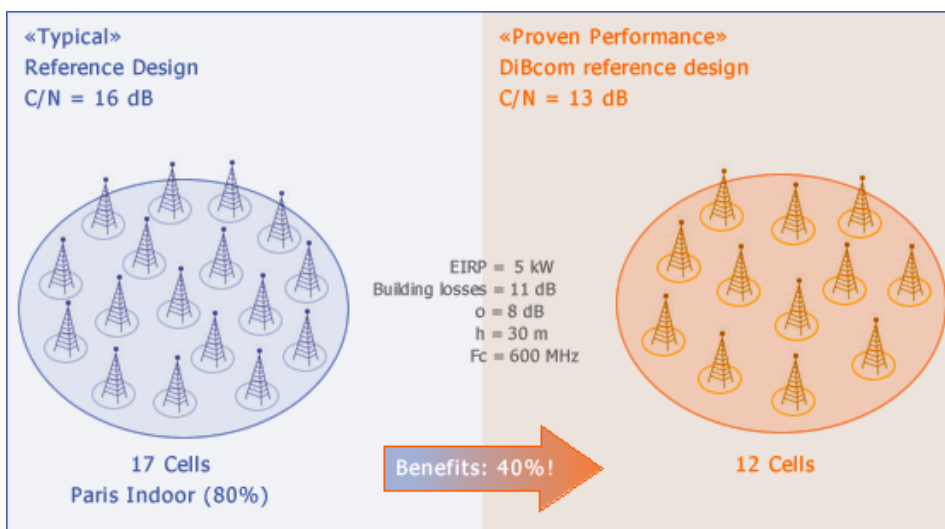 «Typical»
Reference Design
C/N = 16 dB
«Proven Performance»
DiBcom reference design
C/N = 13 dB
EIRP = 5 kW
Building losses = 11 dB
o = 8 dB
h = 30 m
Fc = 600 MHz
17 Cells
Paris Indoor (80%)
Benefits: 40%!
12 Cells